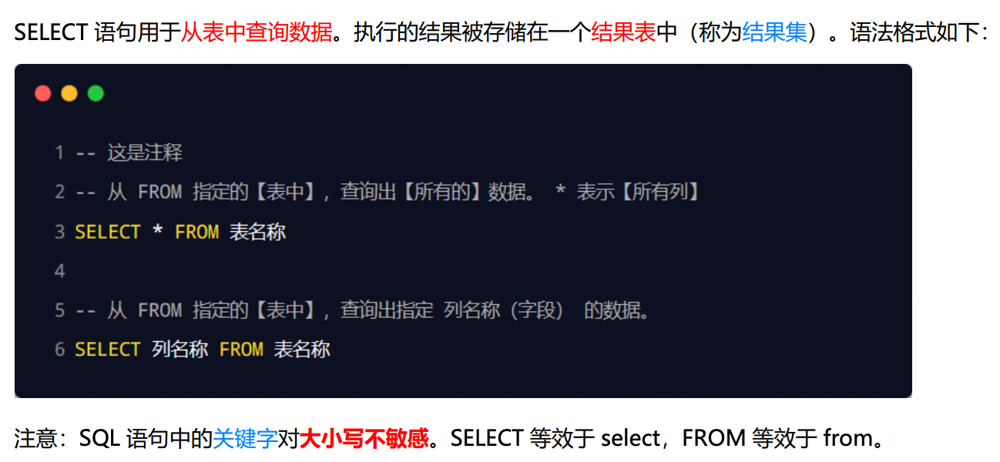 SELECT 语句用于从表中查询数据。执行的结果被存储在一个结果表中（称为结果集）。语法格式如下：
1 -- 这是注释
2 -- 从 FROM 指定的【表中】，查询出【所有的】数据。 * 表示【所有列】
3 SELECT * FROM 表名称
4
5 -- 从 FROM 指定的【表中】，查询出指定 列名称（字段） 的数据。
6 SELECT 列名称 FROM 表名称
注意：SQL 语句中的关键字对大小写不敏感。SELECT 等效于 select，FROM 等效于 from。